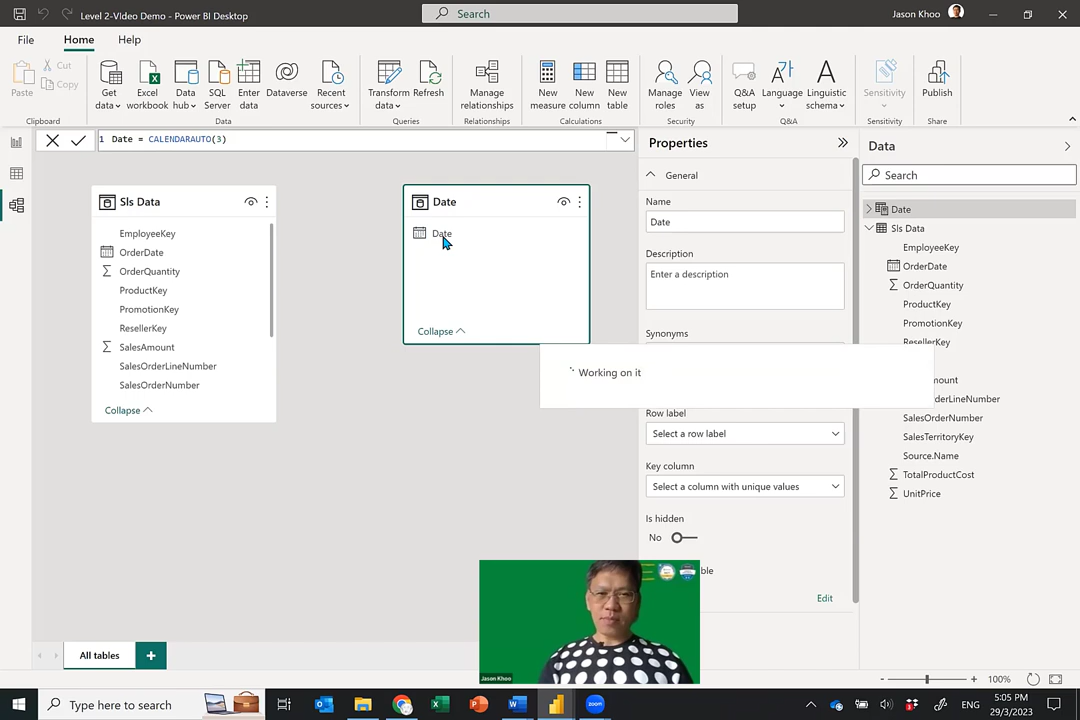 Level 2-Video Demo - Power BI Desktop
Search
Jason Khoo
File
Home
Help
Paste
Cut
Copy
Get data
Excel workbook
Data hub
SQL Server
Enter data
Dataverse
Recent sources
Transform data
Refresh
Manage relationships
New measure
New column
New table
Manage roles
View as
Q&A setup
Language
Linguistic schema
Sensitivity
Publish
Clipboard
Data
Queries
Relationships
Calculations
Security
Q&A
Sensitivity
Share
1 Date = CALENDARAUTO(3)
Sls Data
EmployeeKey
OrderDate
OrderQuantity
ProductKey
PromotionKey
ResellerKey
SalesAmount
SalesOrderLineNumber
SalesOrderNumber
Collapse
Date
Date
Collapse
Working on it
Properties
General
Name
Date
Description
Enter a description
Synonyms
Row label
Select a row label
Key column
Select a column with unique values
Is hidden
No
Edit
Data
Search
Date
Sls Data
EmployeeKey
OrderDate
OrderQuantity
ProductKey
PromotionKey
ResellerKey
mount
rderLineNumber
SalesOrderNumber
SalesTerritoryKey
Source.Name
TotalProductCost
UnitPrice
Jason Khoo
All tables
100%
Type here to search
ENG
5:05 PM
29/3/2023